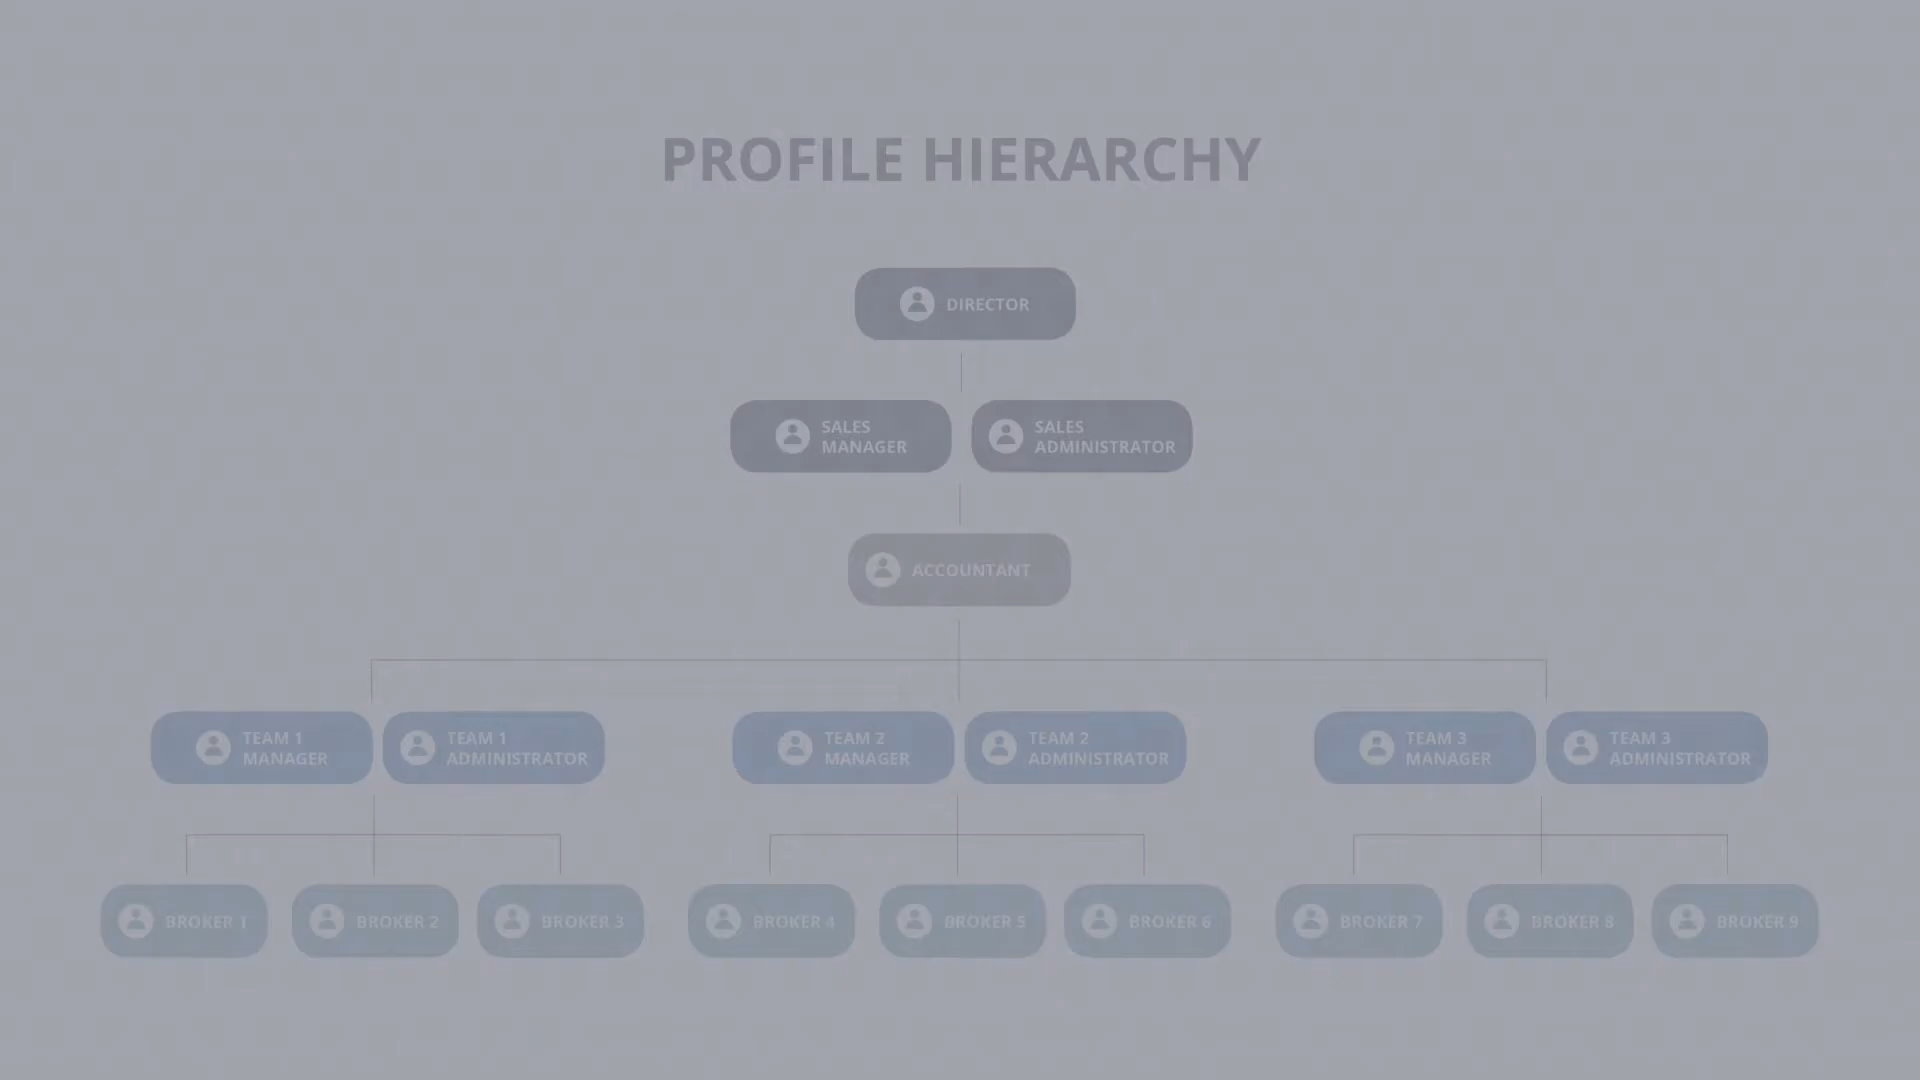 PROFILE HIERARCHY
DIRECTOR
SALES
MANAGER
SALES
ADMINISTRATOR
ACCOUNTANT
TEAM 1
MANAGER
TEAM 1
ADMINISTRATOR
TEAM 2
MANAGER
TEAM 2
ADMINISTRATOR
TEAM 3
MANAGER
TEAM 3
ADMINISTRATOR
BROKER 1
BROKER 2
BROKER 3
BROKER 4
BROKER 5
BROKER 6
BROKER 7
BROKER 8
BROKER 9